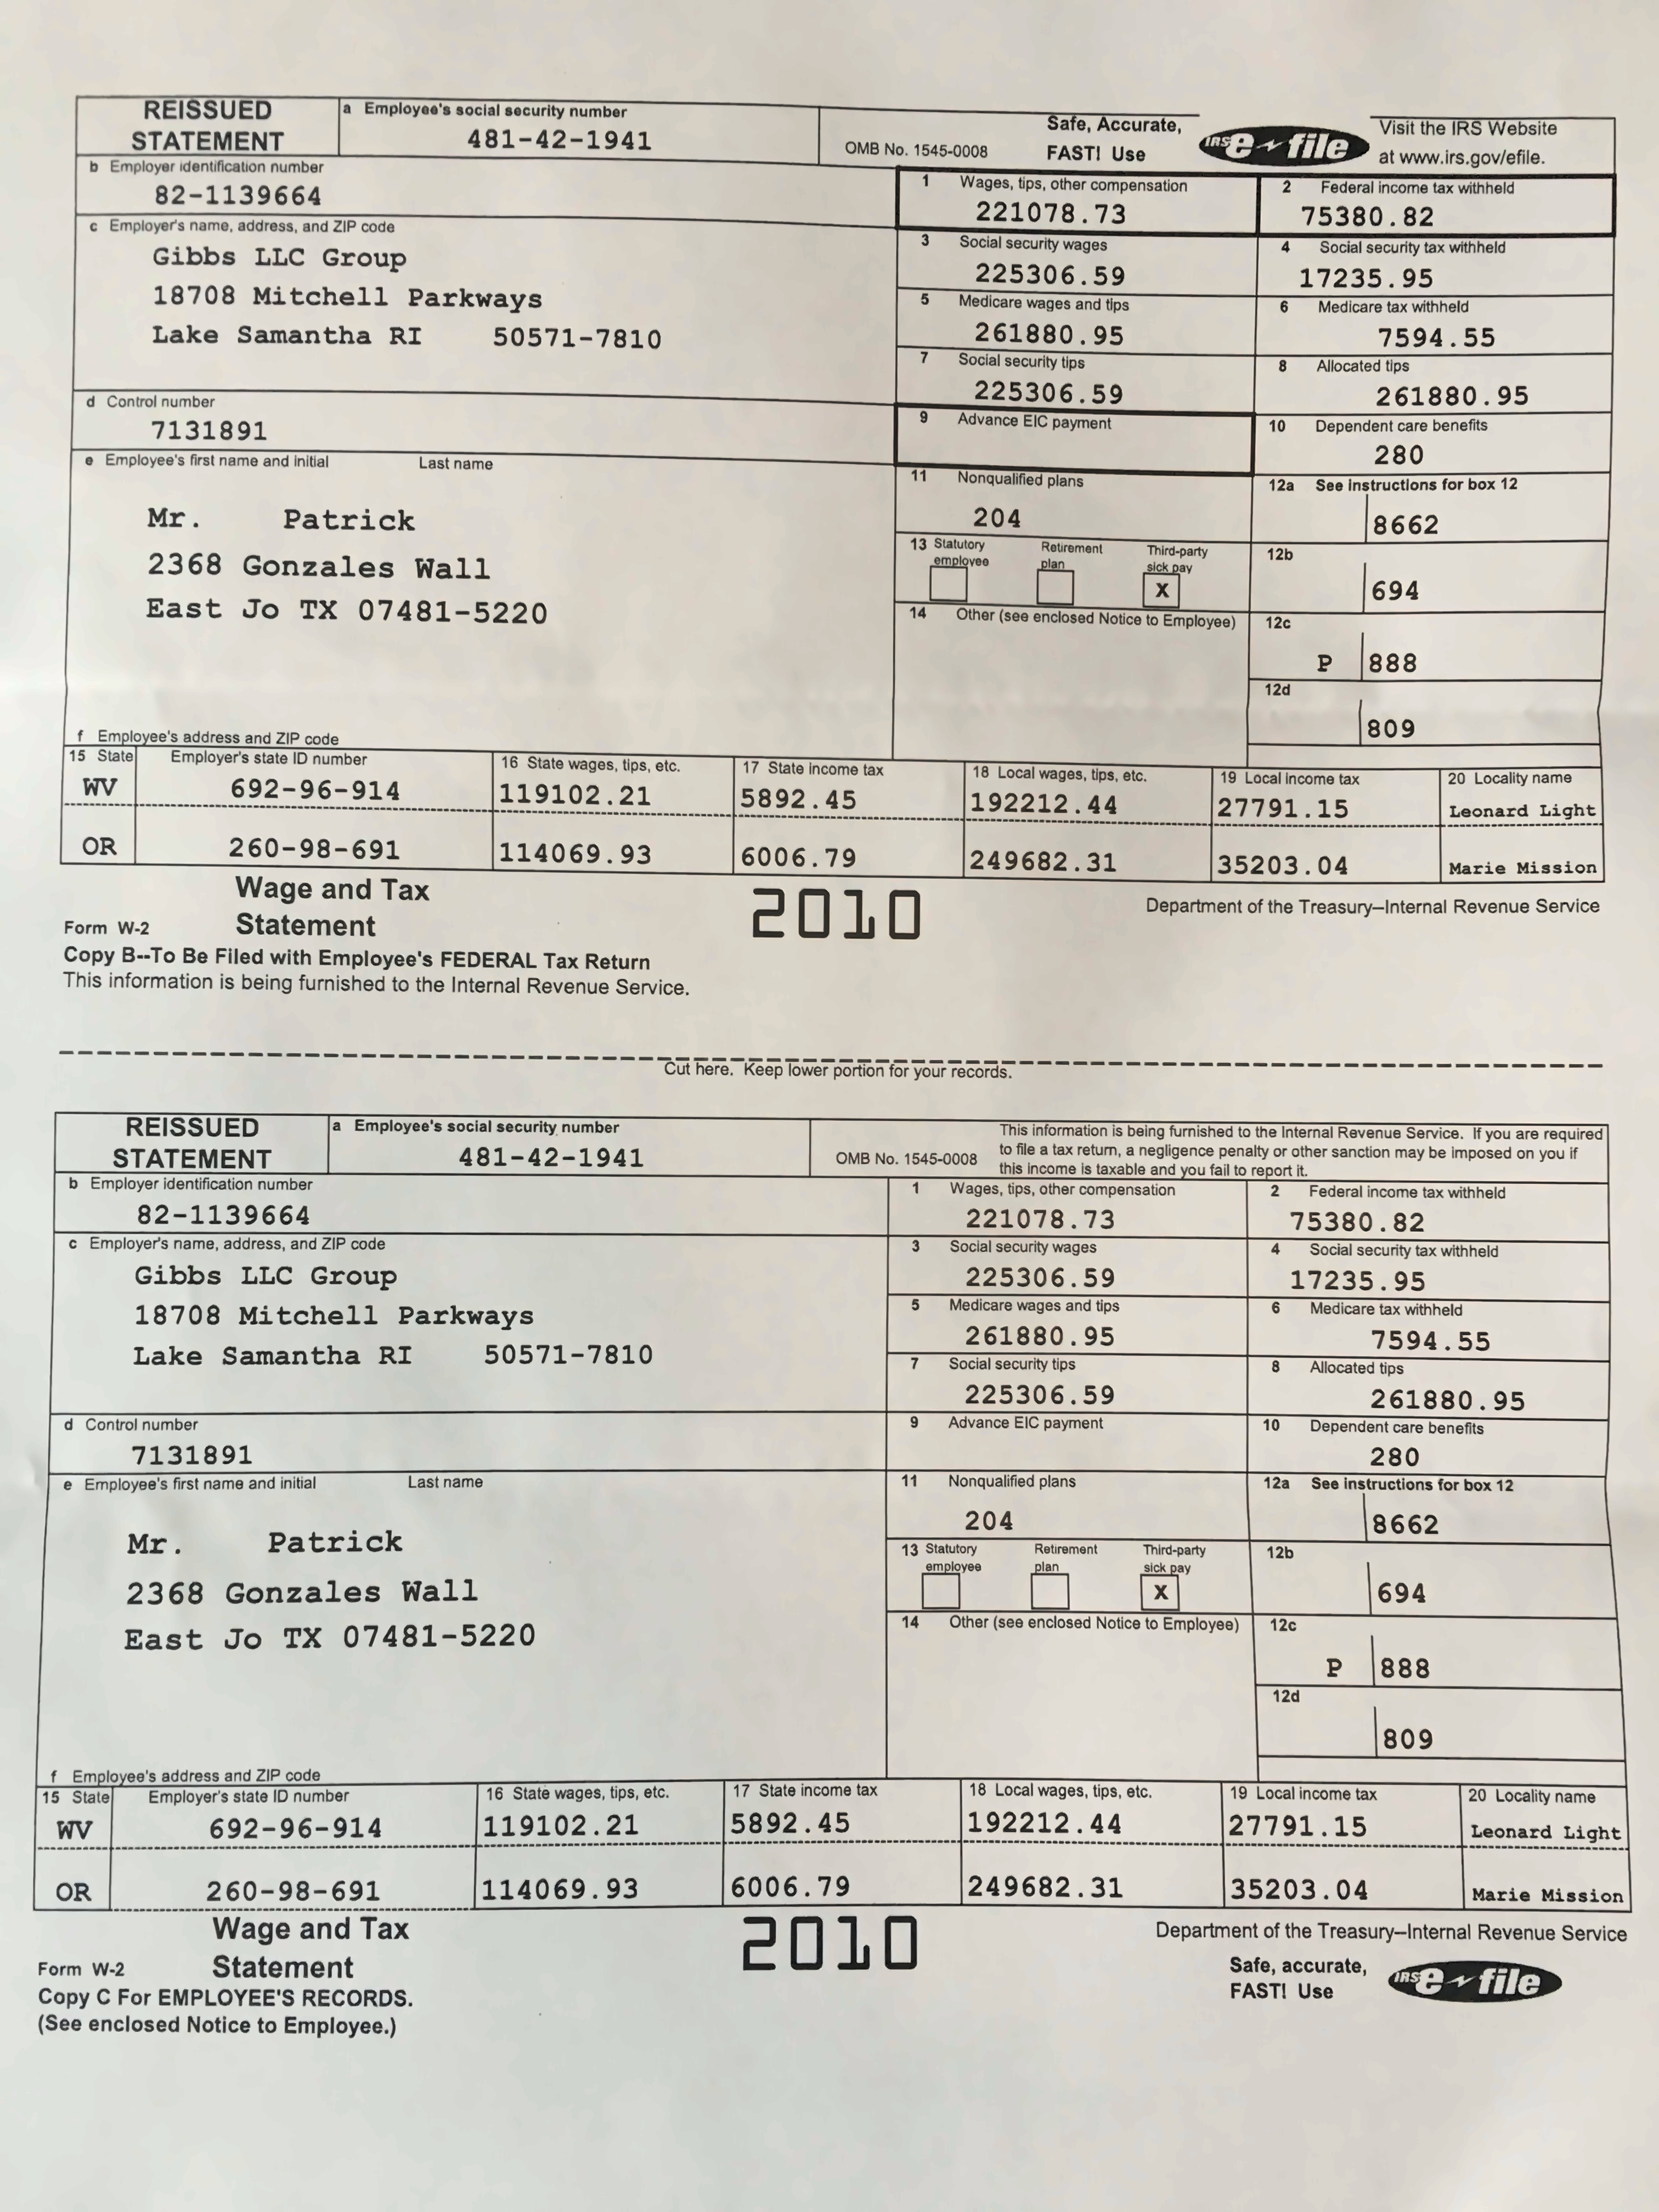 REISSUED STATEMENT
a Employee's social security number
481-42-1941
OMB No. 1545-0008
Safe, Accurate, FAST! Use
IRS e-file
Visit the IRS Website at www.irs.gov/efile.
b Employer identification number
82-1139664
1 Wages, tips, other compensation
221078.73
2 Federal income tax withheld
75380.82
c Employer's name, address, and ZIP code
Gibbs LLC Group
18708 Mitchell Parkways
Lake Samantha RI 50571-7810
3 Social security wages
225306.59
4 Social security tax withheld
17235.95
5 Medicare wages and tips
261880.95
6 Medicare tax withheld
7594.55
7 Social security tips
225306.59
8 Allocated tips
261880.95
d Control number
7131891
9 Advance EIC payment
10 Dependent care benefits
280
e Employee's first name and initial Last name
Mr. Patrick
2368 Gonzales Wall
East Jo TX 07481-5220
11 Nonqualified plans
204
12a See instructions for box 12
8662
13 Statutory employee
Retirement plan
Third-party sick pay
X
12b
694
14 Other (see enclosed Notice to Employee)
12c
P 888
12d
809
f Employee's address and ZIP code
15 State Employer's state ID number 16 State wages, tips, etc. 17 State income tax 18 Local wages, tips, etc. 19 Local income tax 20 Locality name
WV 692-96-914 119102.21 5892.45 192212.44 27791.15 Leonard Light
OR 260-98-691 114069.93 6006.79 249682.31 35203.04 Marie Mission
Form W-2 Wage and Tax Statement
2010
Department of the Treasury–Internal Revenue Service
Copy B--To Be Filed with Employee's FEDERAL Tax Return
This information is being furnished to the Internal Revenue Service.
Cut here. Keep lower portion for your records.
REISSUED STATEMENT
a Employee's social security number
481-42-1941
OMB No. 1545-0008
This information is being furnished to the Internal Revenue Service. If you are required
to file a tax return, a negligence penalty or other sanction may be imposed on you if
this income is taxable and you fail to report it.
b Employer identification number
82-1139664
1 Wages, tips, other compensation
221078.73
2 Federal income tax withheld
75380.82
c Employer's name, address, and ZIP code
Gibbs LLC Group
18708 Mitchell Parkways
Lake Samantha RI 50571-7810
3 Social security wages
225306.59
4 Social security tax withheld
17235.95
5 Medicare wages and tips
261880.95
6 Medicare tax withheld
7594.55
7 Social security tips
225306.59
8 Allocated tips
261880.95
d Control number
7131891
9 Advance EIC payment
10 Dependent care benefits
280
e Employee's first name and initial Last name
Mr. Patrick
2368 Gonzales Wall
East Jo TX 07481-5220
11 Nonqualified plans
204
12a See instructions for box 12
8662
13 Statutory employee
Retirement plan
Third-party sick pay
X
12b
694
14 Other (see enclosed Notice to Employee)
12c
P 888
12d
809
f Employee's address and ZIP code
15 State Employer's state ID number 16 State wages, tips, etc. 17 State income tax 18 Local wages, tips, etc. 19 Local income tax 20 Locality name
WV 692-96-914 119102.21 5892.45 192212.44 27791.15 Leonard Light
OR 260-98-691 114069.93 6006.79 249682.31 35203.04 Marie Mission
Form W-2 Wage and Tax Statement
2010
Department of the Treasury–Internal Revenue Service
Copy C For EMPLOYEE'S RECORDS.
(See enclosed Notice to Employee.)
Safe, accurate, FAST! Use
IRS e-file